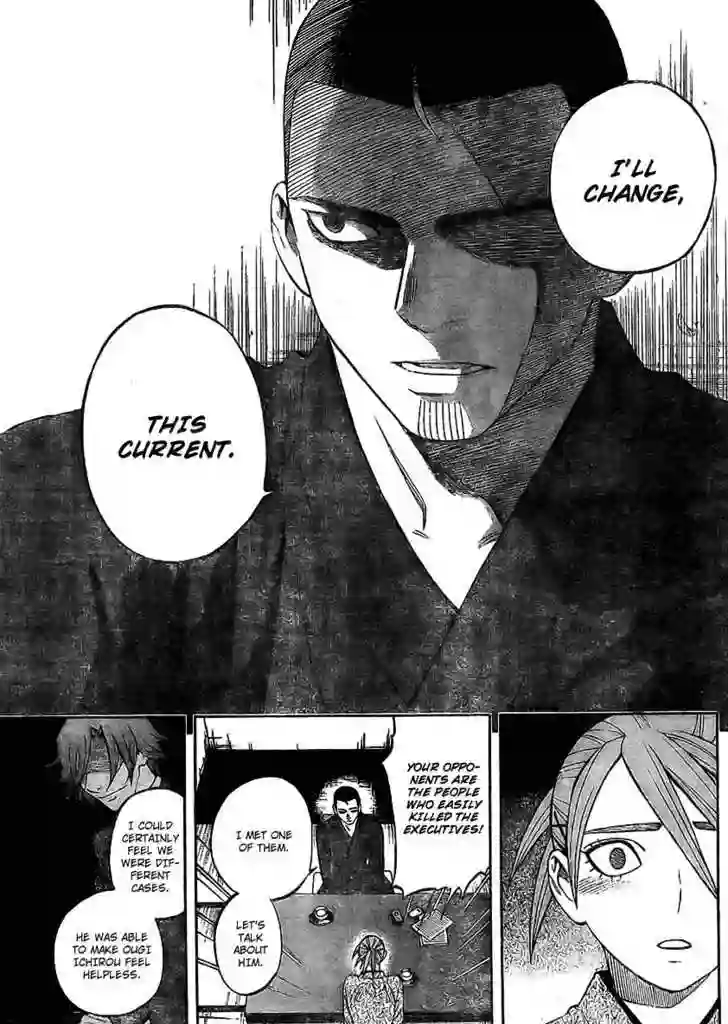 I'LL
CHANGE,
THIS
CURRENT.
YOUR OPPO-
NENTS ARE
THE PEOPLE
WHO EASILY
KILLED THE
EXECUTIVES!
I MET ONE
OF THEM.
LET'S
TALK
ABOUT
HIM.
I COULD
CERTAINLY
FEEL WE
WERE DIF-
FERENT
CASES.
HE WAS ABLE
TO MAKE OUGI
ICHIROU FEEL
HELPLESS.